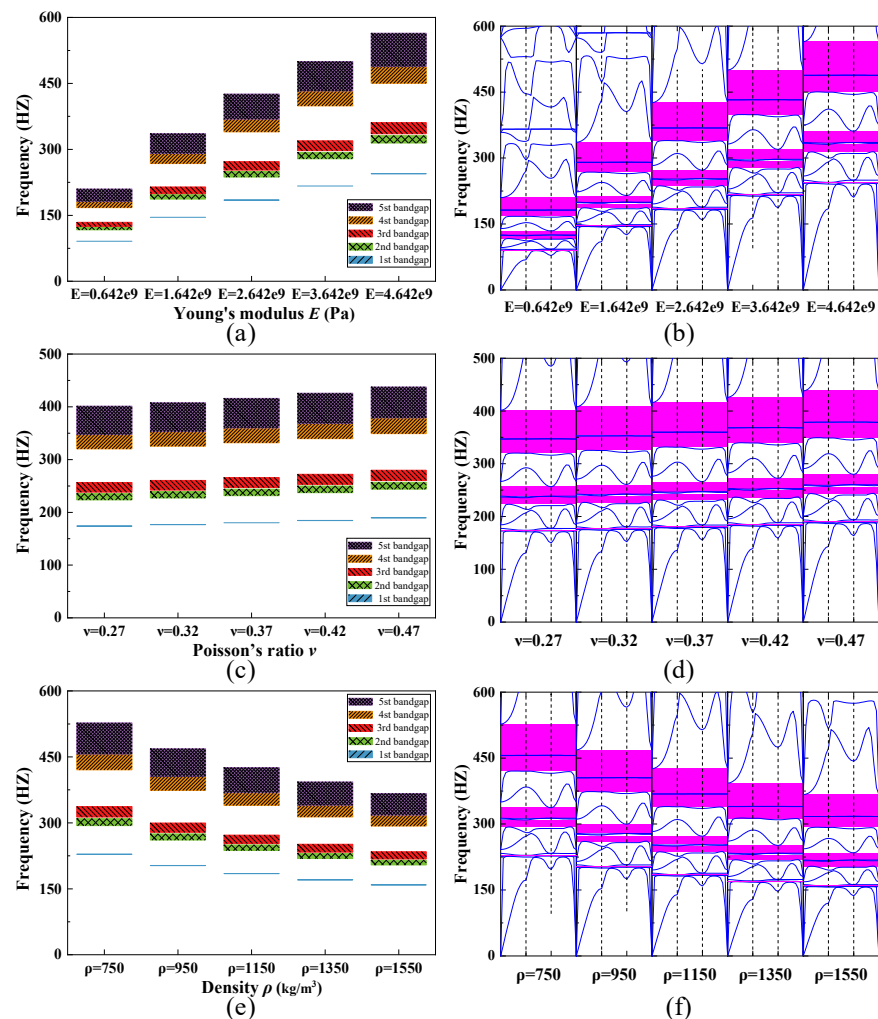 600
450
300
150
0
Frequency (HZ)
5st bandgap
4st bandgap
3rd bandgap
2nd bandgap
1st bandgap
E=0.642e9 E=1.642e9 E=2.642e9 E=3.642e9 E=4.642e9
Young's modulus E (Pa)
(a)
600
450
300
150
0
Frequency (HZ)
E=0.642e9 E=1.642e9 E=2.642e9 E=3.642e9 E=4.642e9
(b)
500
400
300
200
100
0
Frequency (HZ)
5st bandgap
4st bandgap
3rd bandgap
2nd bandgap
1st bandgap
ν=0.27 ν=0.32 ν=0.37 ν=0.42 ν=0.47
Poisson's ratio ν
(c)
500
400
300
200
100
0
Frequency (HZ)
ν=0.27 ν=0.32 ν=0.37 ν=0.42 ν=0.47
(d)
600
450
300
150
0
Frequency (HZ)
5st bandgap
4st bandgap
3rd bandgap
2nd bandgap
1st bandgap
ρ=750 ρ=950 ρ=1150 ρ=1350 ρ=1550
Density ρ (kg/m³)
(e)
600
450
300
150
0
Frequency (HZ)
ρ=750 ρ=950 ρ=1150 ρ=1350 ρ=1550
(f)